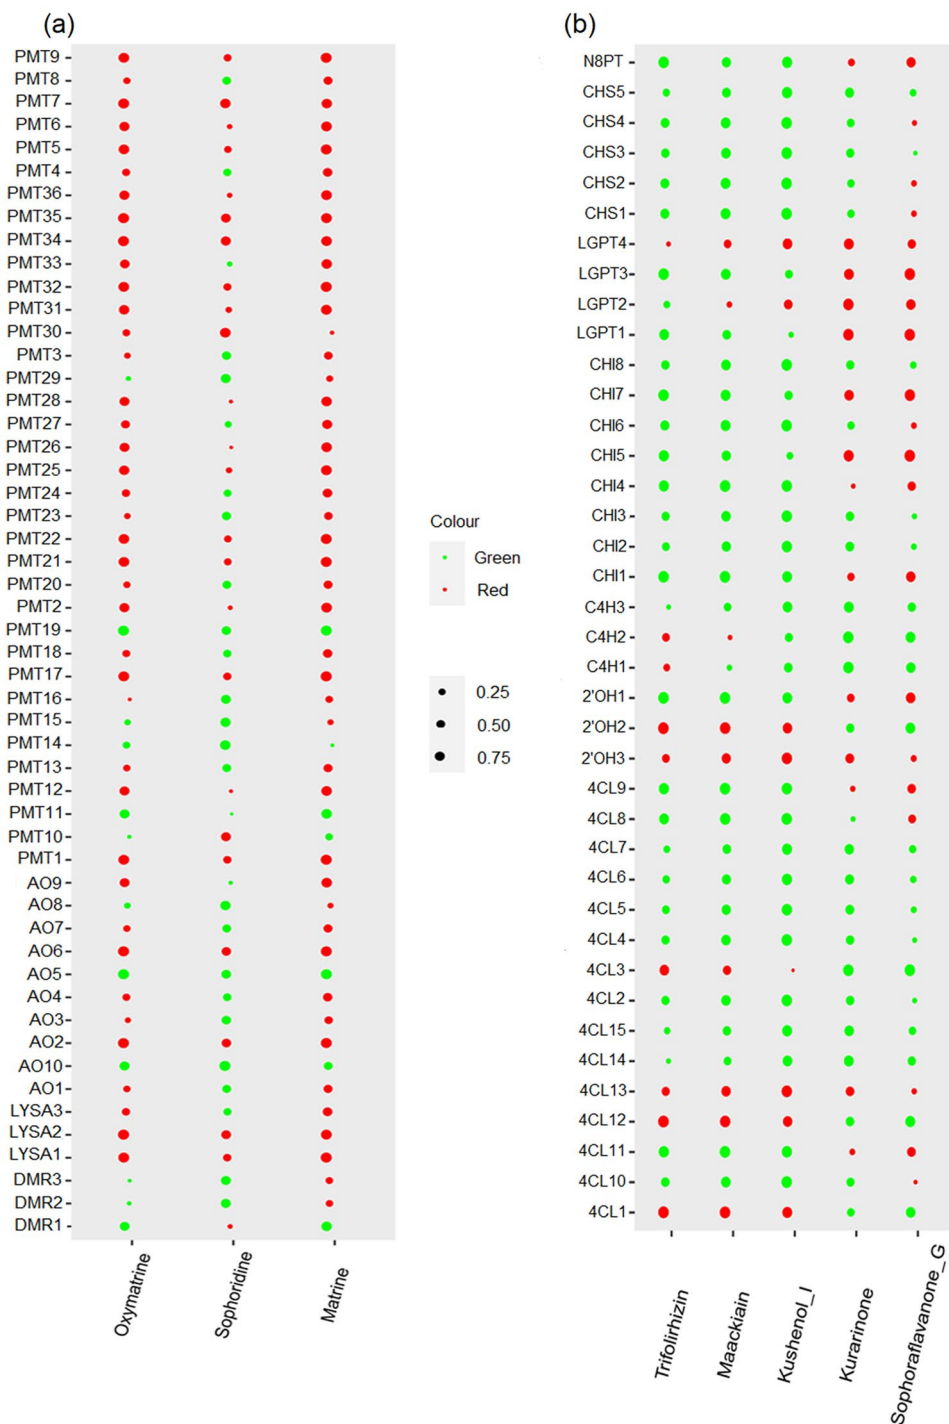 (a)
PMT9
PMT8
PMT7
PMT6
PMT5
PMT4
PMT36
PMT35
PMT34
PMT33
PMT32
PMT31
PMT30
PMT3
PMT29
PMT28
PMT27
PMT26
PMT25
PMT24
PMT23
PMT22
PMT21
PMT20
PMT2
PMT19
PMT18
PMT17
PMT16
PMT15
PMT14
PMT13
PMT12
PMT11
PMT10
PMT1
AO9
AO8
AO7
AO6
AO5
AO4
AO3
AO2
AO10
AO1
LYSA3
LYSA2
LYSA1
DMR3
DMR2
DMR1
Oxymatrine
Sophoridine
Matrine
Colour
Green
Red
0.25
0.50
0.75
(b)
N8PT
CHS5
CHS4
CHS3
CHS2
CHS1
LGPT4
LGPT3
LGPT2
LGPT1
CHI8
CHI7
CHI6
CHI5
CHI4
CHI3
CHI2
CHI1
C4H3
C4H2
C4H1
2'OH1
2'OH2
2'OH3
4CL9
4CL8
4CL7
4CL6
4CL5
4CL4
4CL3
4CL2
4CL15
4CL14
4CL13
4CL12
4CL11
4CL10
4CL1
Trifolirhizin
Maackiain
Kushenol_I
Kurarinone
Sophoraflavanone_G